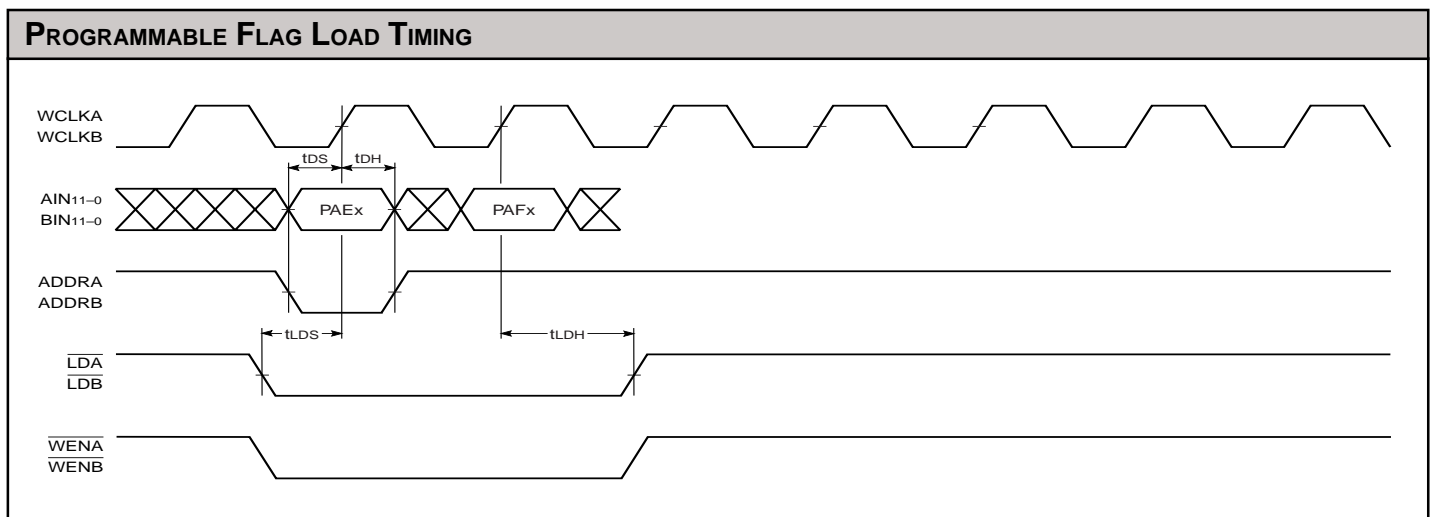 PROGRAMMABLE FLAG LOAD TIMING
WCLKA
WCLKB
tDS tDH
AIN11–0
BIN11–0
PAEx PAFx
ADDRA
ADDRB
tLDS tLDH
LDA
LDB
WENA
WENB